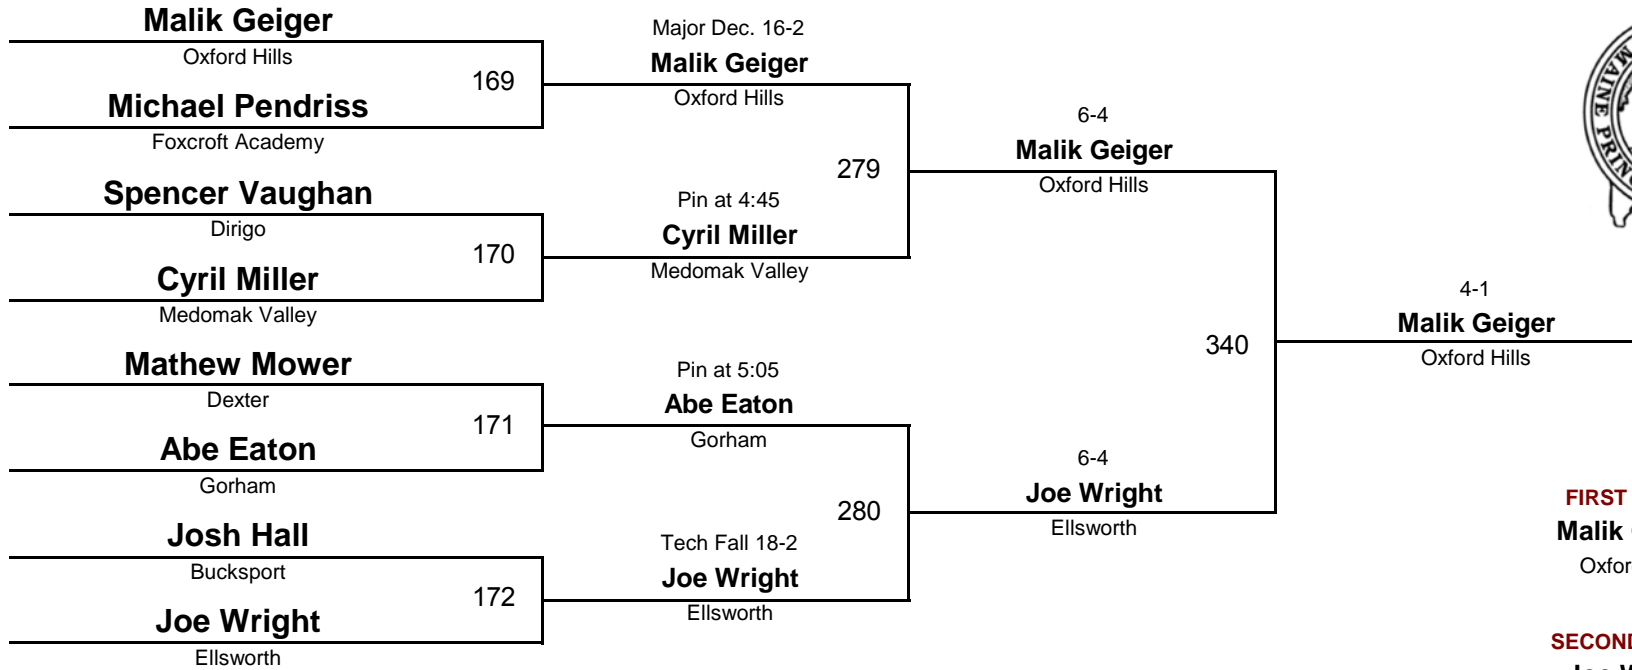 Malik Geiger
Oxford Hills
169
Michael Pendriss
Foxcroft Academy
Spencer Vaughan
Dirigo
170
Cyril Miller
Medomak Valley
Mathew Mower
Dexter
171
Abe Eaton
Gorham
Josh Hall
Bucksport
172
Joe Wright
Ellsworth
Major Dec. 16-2
Malik Geiger
Oxford Hills
279
Pin at 4:45
Cyril Miller
Medomak Valley
Pin at 5:05
Abe Eaton
Gorham
280
Tech Fall 18-2
Joe Wright
Ellsworth
6-4
Malik Geiger
Oxford Hills
340
6-4
Joe Wright
Ellsworth
4-1
Malik Geiger
Oxford Hills
MAINE
FIRST
Malik